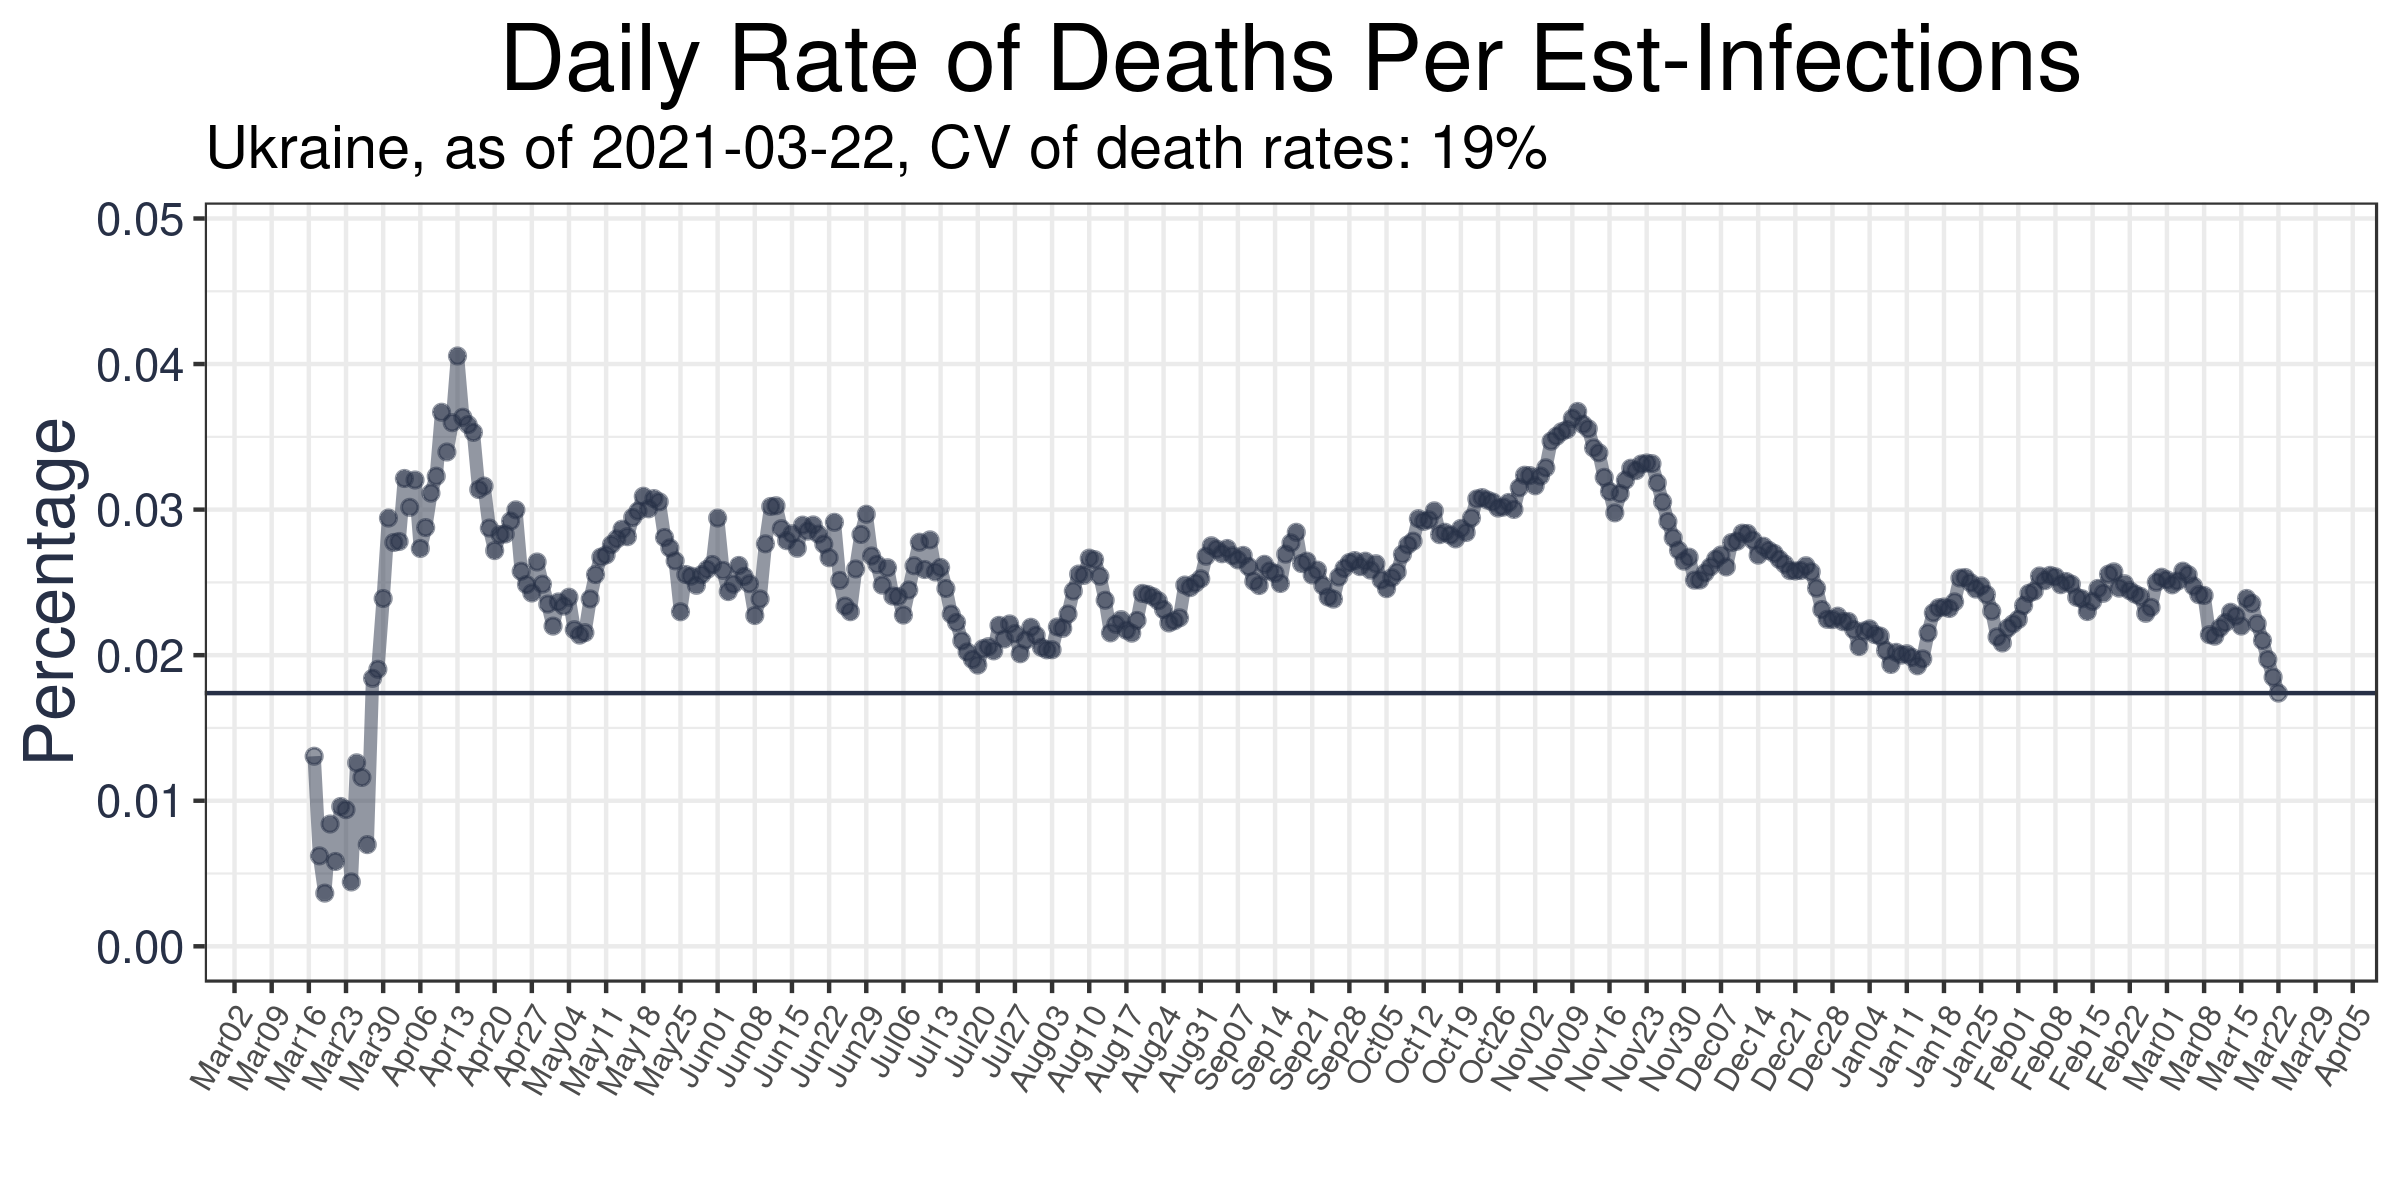 Daily Rate of Deaths Per Est-Infections
Ukraine, as of 2021-03-22, CV of death rates: 19%
Percentage
0.05
0.04
0.03
0.02
0.01
0.00
Mar02
Mar09
Mar16
Mar23
Mar30
Apr06
Apr13
Apr20
Apr27
May04
May11
May18
May25
Jun01
Jun08
Jun15
Jun22
Jun29
Jul06
Jul13
Jul20
Jul27
Aug03
Aug10
Aug17
Aug24
Aug31
Sep07
Sep14
Sep21
Sep28
Oct05
Oct12
Oct19
Oct26
Nov02
Nov09
Nov16
Nov23
Nov30
Dec07
Dec14
Dec21
Dec28
Jan04
Jan11
Jan18
Jan25
Feb01
Feb08
Feb15
Feb22
Mar01
Mar08
Mar15
Mar22
Mar29
Apr05